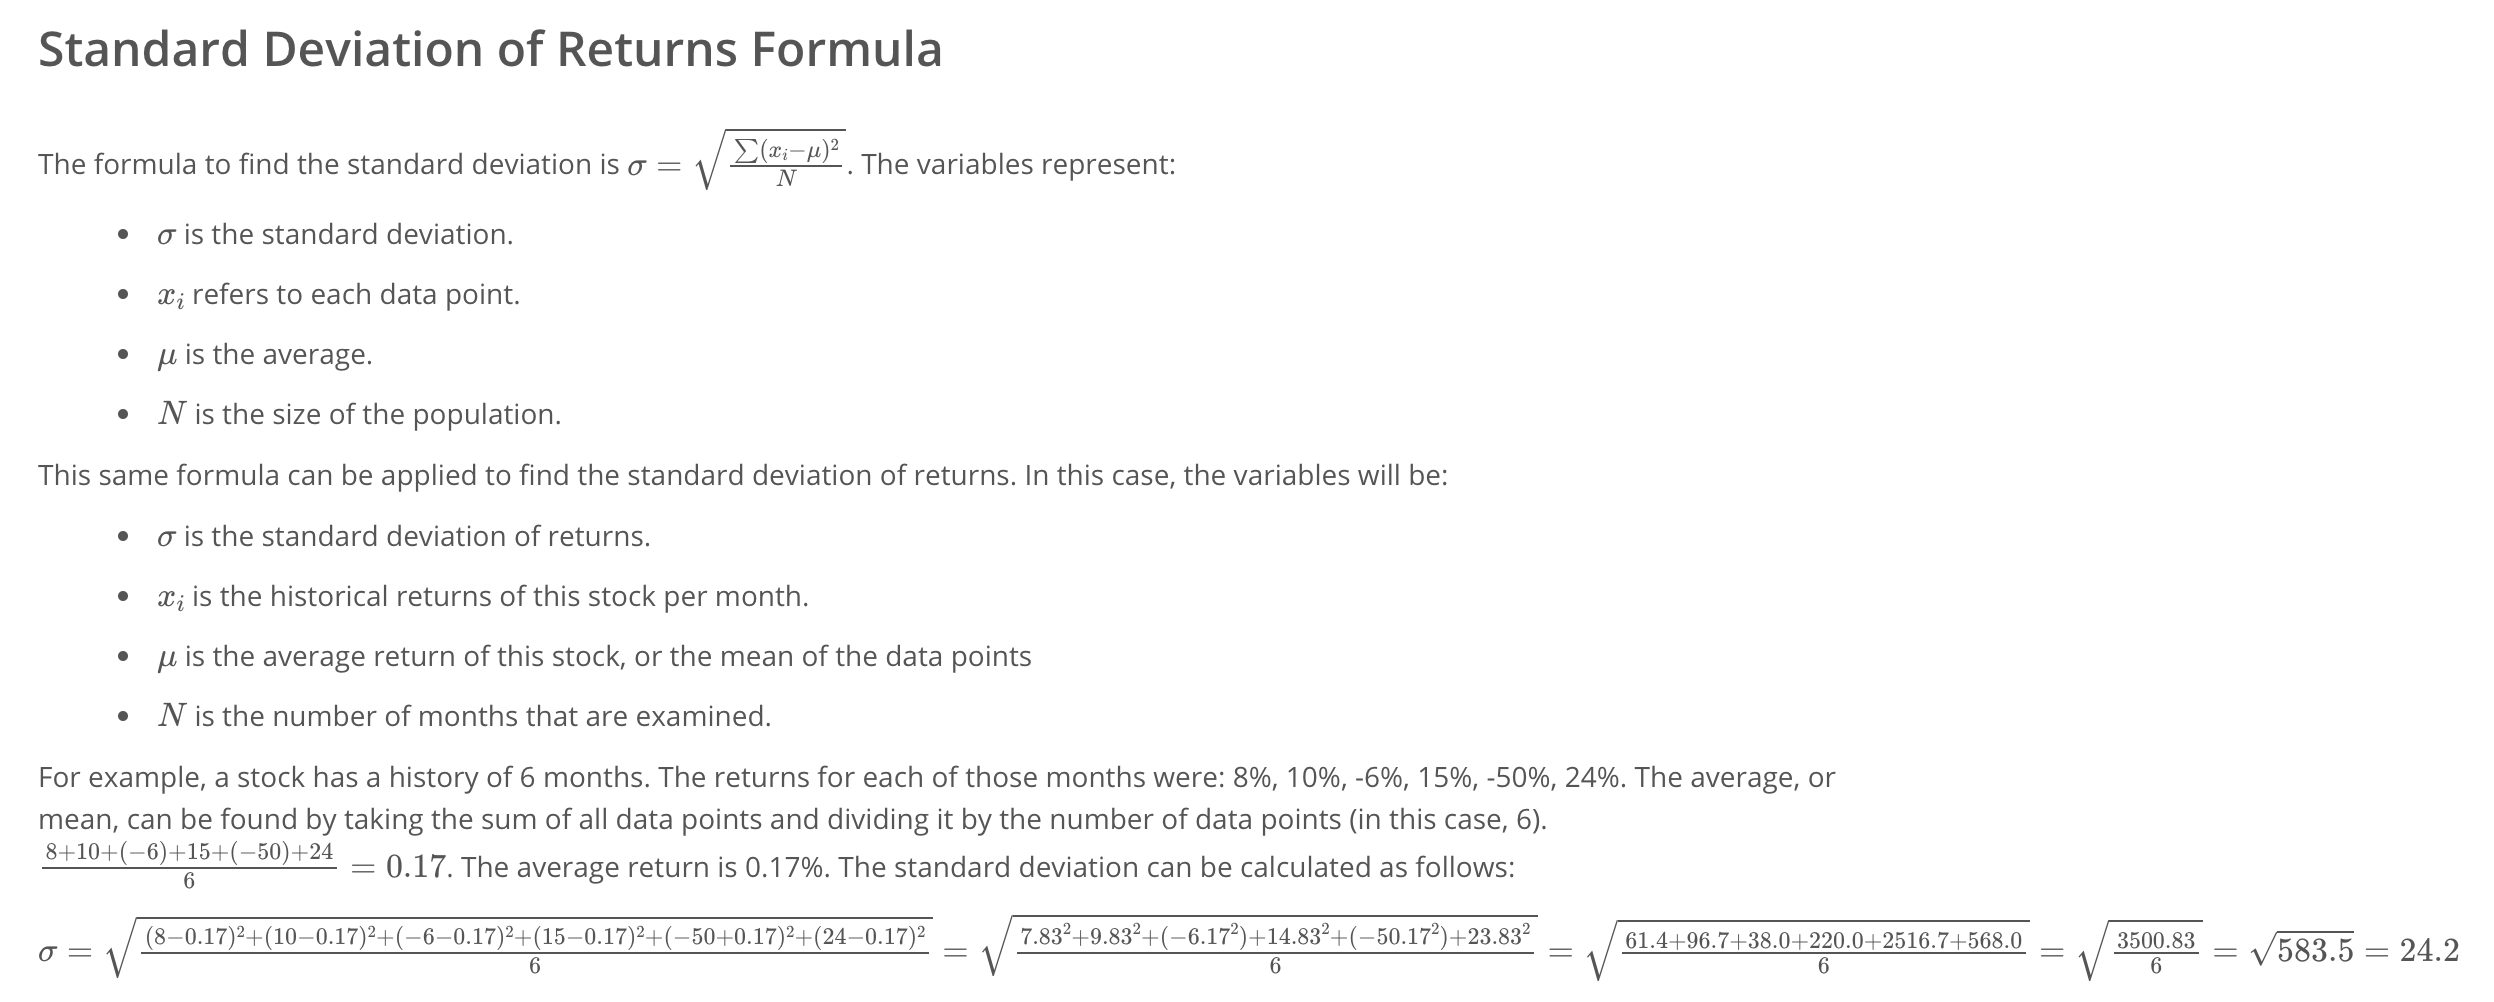 Standard Deviation of Returns Formula
The formula to find the standard deviation is $\sigma = \sqrt{\frac{\sum (x_i - \mu)^2}{N}}$. The variables represent:
• $\sigma$ is the standard deviation.
• $x_i$ refers to each data point.
• $\mu$ is the average.
• $N$ is the size of the population.
This same formula can be applied to find the standard deviation of returns. In this case, the variables will be:
• $\sigma$ is the standard deviation of returns.
• $x_i$ is the historical returns of this stock per month.
• $\mu$ is the average return of this stock, or the mean of the data points
• $N$ is the number of months that are examined.
For example, a stock has a history of 6 months. The returns for each of those months were: 8%, 10%, -6%, 15%, -50%, 24%. The average, or
mean, can be found by taking the sum of all data points and dividing it by the number of data points (in this case, 6).
$\frac{8+10+(-6)+15+(-50)+24}{6} = 0.17$. The average return is 0.17%. The standard deviation can be calculated as follows:
$\sigma = \sqrt{\frac{(8-0.17)^2+(10-0.17)^2+(-6-0.17)^2+(15-0.17)^2+(-50+0.17)^2+(24-0.17)^2}{6}} = \sqrt{\frac{7.83^2+9.83^2+(-6.17^2)+14.83^2+(-50.17^2)+23.83^2}{6}} = \sqrt{\frac{61.4+96.7+38.0+220.0+2516.7+568.0}{6}} = \sqrt{\frac{3500.83}{6}} = \sqrt{583.5} = 24.2$